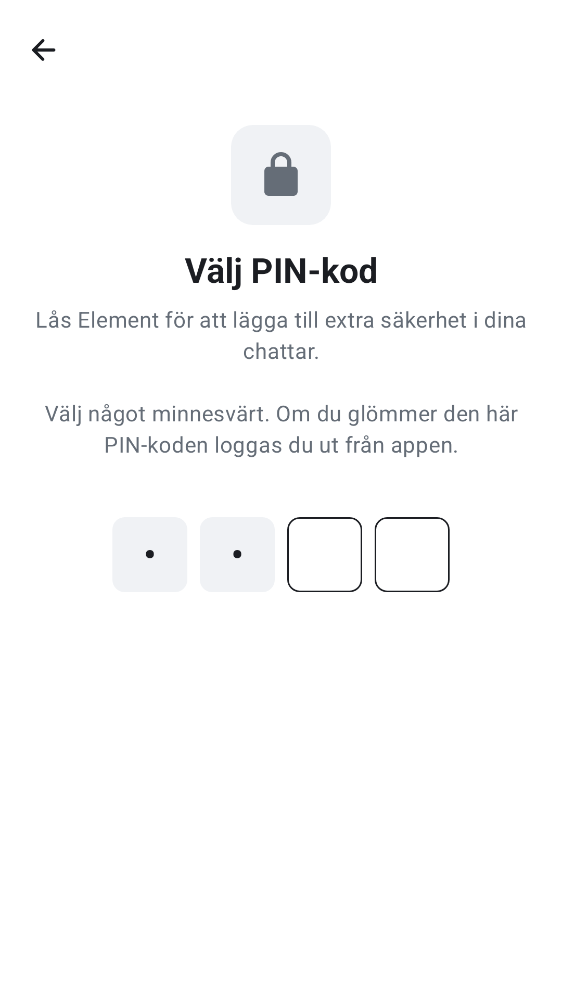 Välj PIN-kod
Lås Element för att lägga till extra säkerhet i dina
chattar.
Välj något minnesvärt. Om du glömmer den här
PIN-koden loggas du ut från appen.